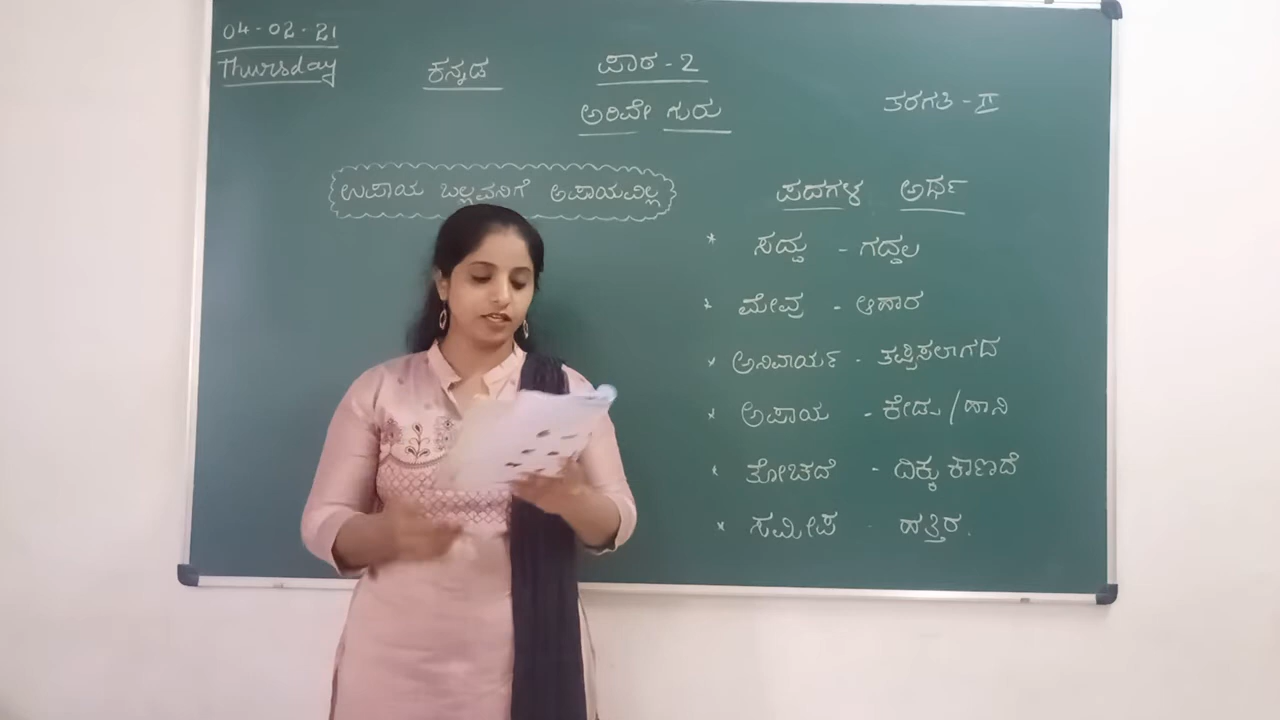 04-02-21
Thursday
ಕನ್ನಡ
ಪಾಠ - 2
ಅರಿವೇ ಗುರು
ತರಗತಿ - II
ಉಪಾಯ ಬಲ್ಲವನಿಗೆ ಅಪಾಯವಿಲ್ಲ
ಪದಗಳ ಅರ್ಥ
* ಸದ್ದು - ಗದ್ದಲ
* ಮೇವು - ಆಹಾರ
* ಅನಿವಾರ್ಯ - ತಪ್ಪಿಸಲಾಗದ
* ಅಪಾಯ - ಕೇಡು / ಹಾನಿ
* ತೋಚದೆ - ದಿಕ್ಕು ಕಾಣದೆ
* ಸಮೀಪ - ಹತ್ತಿರ.